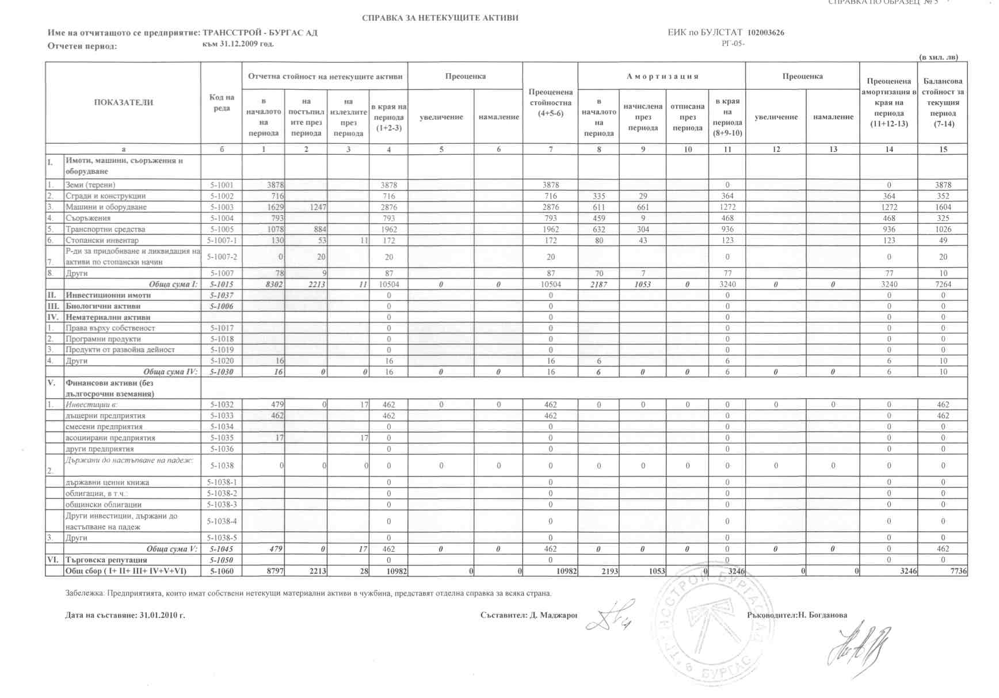 СПРАВКА ПО ОБРАЗЕЦ № 5
СПРАВКА ЗА НЕТЕКУЩИТЕ АКТИВИ
Име на отчитащото се предприятие: ТРАНССТРОЙ - БУРГАС АД
ЕИК по БУЛСТАТ 102003626
Отчетен период: към 31.12.2009 год.
РГ-05-
(в хил. лв)
ПОКАЗАТЕЛИ
Код на реда
Отчетна стойност на нетекущите активи
Преоценка
Преоценена стойностна (4+5-6)
Амортизация
Преоценка
Преоценена амортизация в края на периода (11+12-13)
Балансова стойност за текущия период (7-14)
в началото на периода
на постъпилите през периода
на излезлите през периода
в края на периода (1+2-3)
увеличение
намаление
в началото на периода
начислена през периода
отписана през периода
в края на периода (8+9-10)
увеличение
намаление
а б 1 2 3 4 5 6 7 8 9 10 11 12 13 14 15
I. Имоти, машини, съоръжения и оборудване
1. Земи (терени) 5-1001 3878 3878 3878 0 0 3878
2. Сгради и конструкции 5-1002 716 716 716 335 29 364 364 352
3. Машини и оборудване 5-1003 1629 1247 2876 2876 611 661 1272 1272 1604
4. Съоръжения 5-1004 793 793 793 459 9 468 468 325
5. Транспортни средства 5-1005 1078 884 1962 1962 632 304 936 936 1026
6. Стопански инвентар 5-1007-1 130 53 11 172 172 80 43 123 123 49
7. Р-ди за придобиване и ликвидация на активи по стопански начин 5-1007-2 0 20 20 20 0 0 20
8. Други 5-1007 78 9 87 87 70 7 77 77 10
Обща сума I: 5-1015 8302 2213 11 10504 0 0 10504 2187 1053 0 3240 0 0 3240 7264
II. Инвестиционни имоти 5-1037 0 0 0 0 0
III. Биологични активи 5-1006 0 0 0 0 0
IV. Нематериални активи 0 0 0 0 0
1. Права върху собственост 5-1017 0 0 0 0 0
2. Програмни продукти 5-1018 0 0 0 0 0
3. Продукти от развойна дейност 5-1019 0 0 0 0 0
4. Други 5-1020 16 16 16 6 6 6 10
Обща сума IV: 5-1030 16 0 0 16 0 0 16 6 0 0 6 0 0 6 10
V. Финансови активи (без дългосрочни вземания)
1. Инвестиции в: 5-1032 479 0 17 462 0 0 462 0 0 0 0 0 0 0 462
дъщерни предприятия 5-1033 462 462 462 0 0 462
смесени предприятия 5-1034 0 0 0 0 0
асоциирани предприятия 5-1035 17 17 0 0 0 0 0
други предприятия 5-1036 0 0 0 0 0
2. Държани до настъпване на падеж: 5-1038 0 0 0 0 0 0 0 0 0 0 0 0 0 0 0
държавни ценни книжа 5-1038-1 0 0 0 0 0
облигации, в т.ч.: 5-1038-2 0 0 0 0 0
общински облигации 5-1038-3 0 0 0 0 0
Други инвестиции, държани до настъпване на падеж 5-1038-4 0 0 0 0 0
3. Други 5-1038-5 0 0 0 0 0
Обща сума V: 5-1045 479 0 17 462 0 0 462 0 0 0 0 0 0 0 462
VI. Търговска репутация 5-1050 0 0 0 0 0
Общ сбор ( I+ II+ III+ IV+V+VI) 5-1060 8797 2213 28 10982 0 0 10982 2193 1053 0 3246 0 0 3246 7736
Забележка: Предприятията, които имат собствени нетекущи материални активи в чужбина, представят отделна справка за всяка страна.
Дата на съставяне: 31.01.2010 г.
Съставител: Д. Маджаров
Ръководител:Н. Богданова
ТРАНССТРОЙ БУРГАС АД
БУРГАС